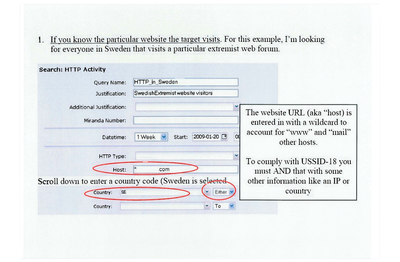 1. If you know the particular website the target visits. For this example, I'm looking
for everyone in Sweden that visits a particular extremist web forum.
Search: HTTP Activity
Query Name: HTTP_in_Sweden
Justification: SwedishExtremist website visitors
Additional Justification:
Miranda Number:
Datetime: 1 Week Start: 2009-01-20
HTTP Type:
Host: * com
Scroll down to enter a country code (Sweden is selected
Country: SE Either
Country: To
The website URL (aka "host) is
entered in with a wildcard to
account for "www" and "mail"
other hosts.
To comply with USSID-18 you
must AND that with some
other information like an IP or
country